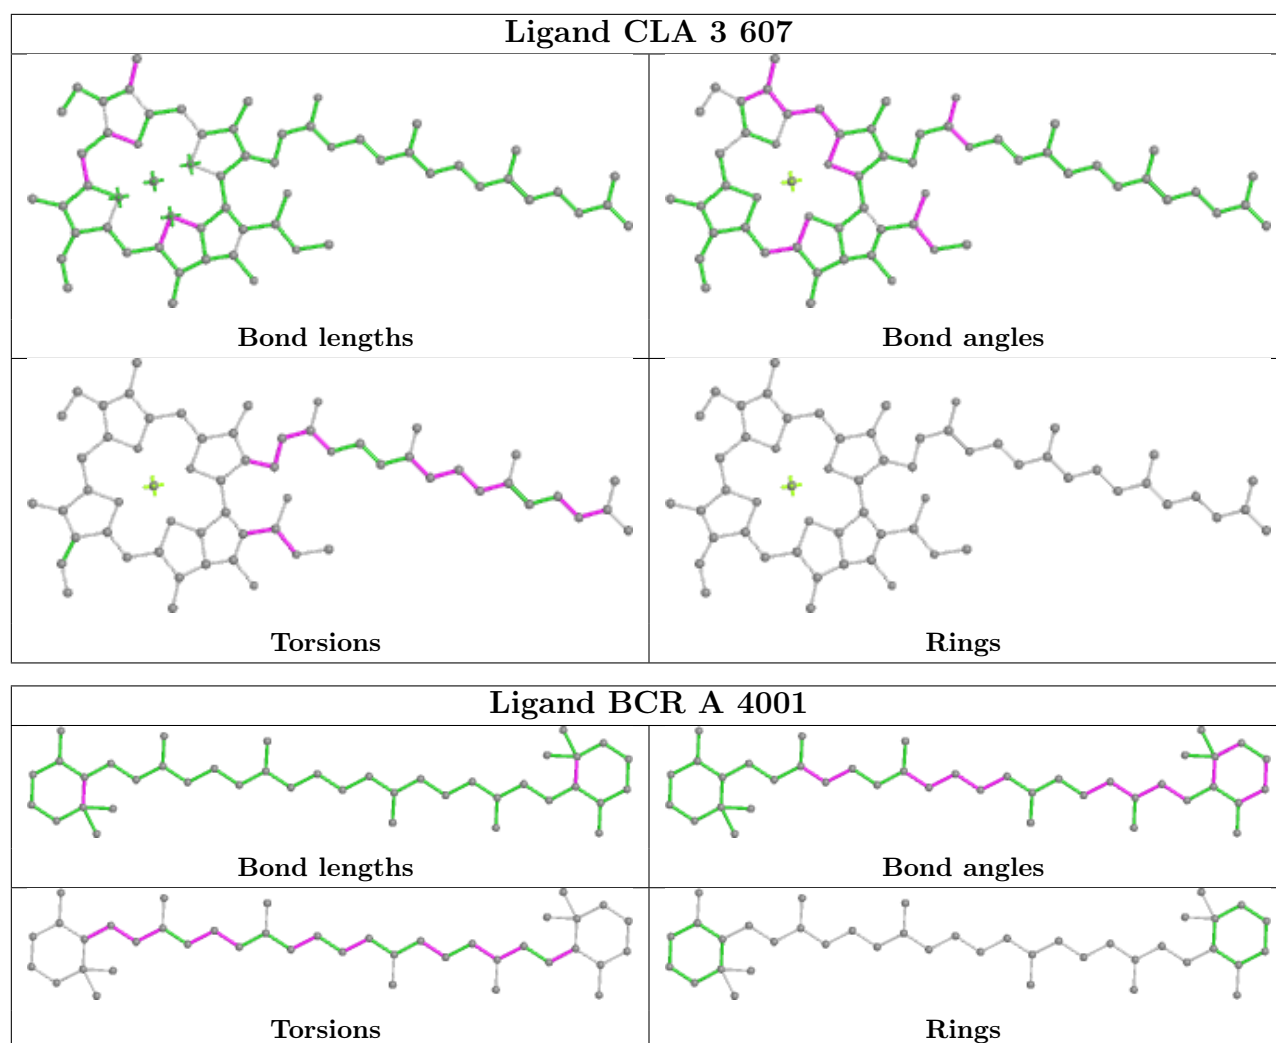 Ligand CLA 3 607
Bond lengths
Bond angles
Torsions
Rings
Ligand BCR A 4001
Bond lengths
Bond angles
Torsions
Rings